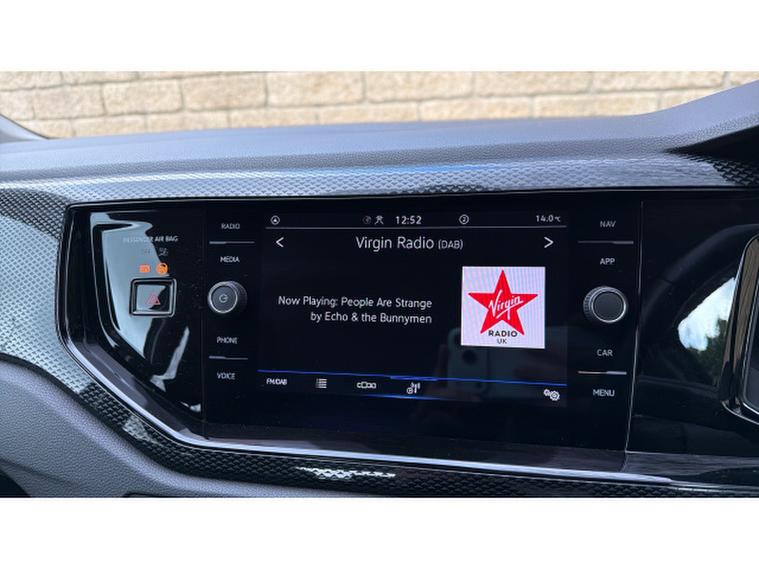 PASSENGER AIR BAG
RADIO
MEDIA
PHONE
VOICE
12:52
2
14.0°C
< Virgin Radio (DAB) >
Now Playing: People Are Strange
by Echo & the Bunnymen
Virgin
RADIO
UK
FM/DAB
NAV
APP
CAR
MENU